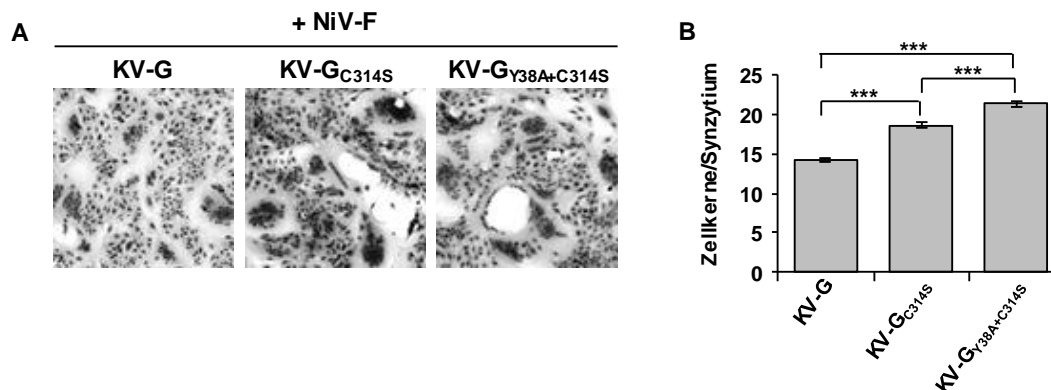 A
+ NiV-F
KV-G KV-GC314S KV-GY38A+C314S
B
***
***
***
Zellkerne/Synzytium
25
20
15
10
5
0
KV-G
KV-GC314S
KV-GY38A+C314S